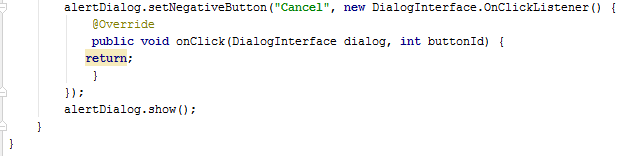 alertDialog.setNegativeButton("Cancel", new DialogInterface.OnClickListener() {
@Override
public void onClick(DialogInterface dialog, int buttonId) {
return;
}
});
alertDialog.show();
}
}